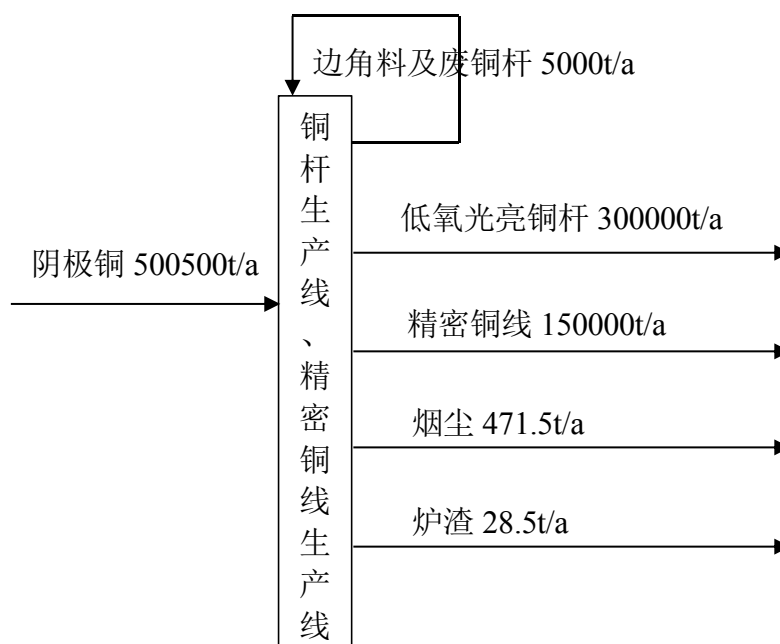 边角料及废铜杆 5000t/a
铜杆生产线、精密铜线生产线
低氧光亮铜杆 300000t/a
阴极铜 500500t/a
精密铜线 150000t/a
烟尘 471.5t/a
炉渣 28.5t/a